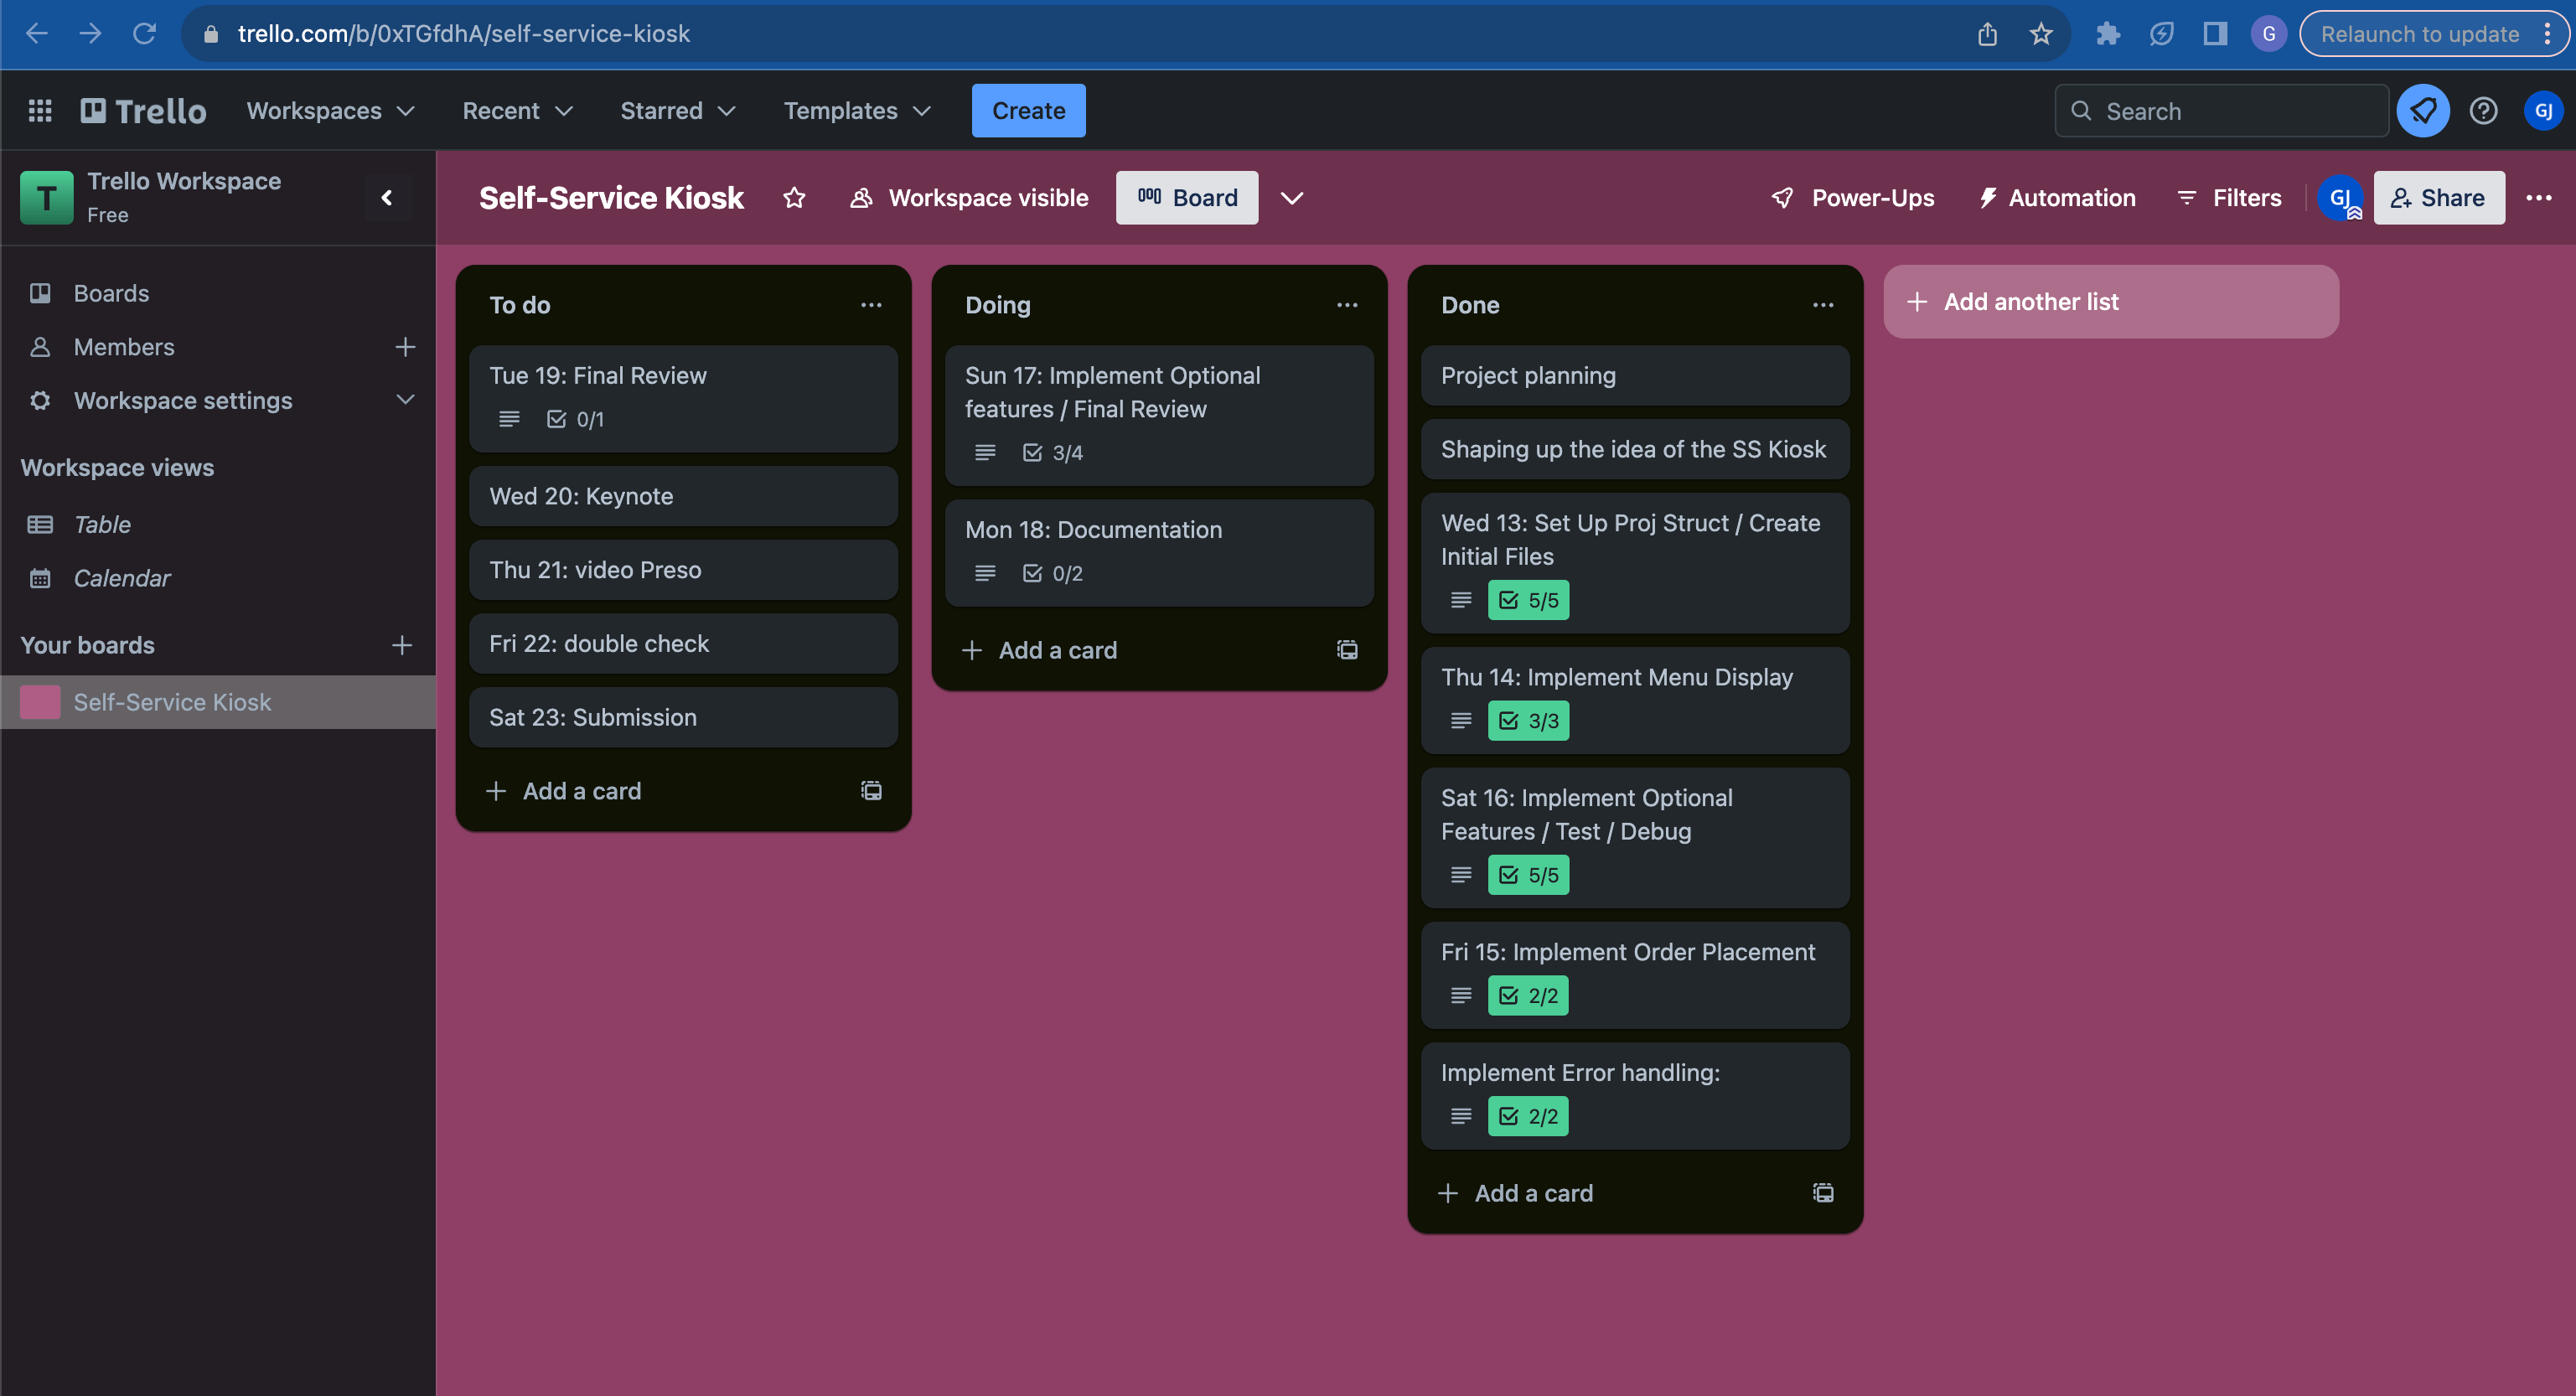 trello.com/b/0xTGfdhA/self-service-kiosk
G
Relaunch to update
Trello
Workspaces
Recent
Starred
Templates
Create
Search
GJ
T
Trello Workspace
Free
Self-Service Kiosk
Workspace visible
Board
Power-Ups
Automation
Filters
GJ
Share
Boards
Members
Workspace settings
Workspace views
Table
Calendar
Your boards
Self-Service Kiosk
To do
Tue 19: Final Review
0/1
Wed 20: Keynote
Thu 21: video Preso
Fri 22: double check
Sat 23: Submission
Add a card
Doing
Sun 17: Implement Optional
features / Final Review
3/4
Mon 18: Documentation
0/2
Add a card
Done
Project planning
Shaping up the idea of the SS Kiosk
Wed 13: Set Up Proj Struct / Create
Initial Files
5/5
Thu 14: Implement Menu Display
3/3
Sat 16: Implement Optional
Features / Test / Debug
5/5
Fri 15: Implement Order Placement
2/2
Implement Error handling:
2/2
Add a card
Add another list